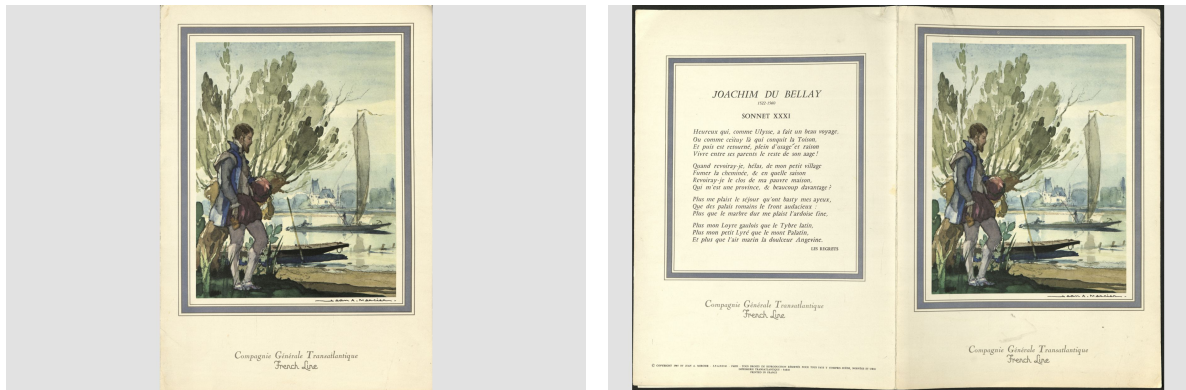 Compagnie Générale Transatlantique
French Line
JOACHIM DU BELLAY
1522-1560
SONNET XXXI
Heureux qui, comme Ulysse, a fait un beau voyage,
Ou comme cestuy là qui conquit la Toison,
Et puis est retourné, plein d'usage et raison
Vivre entre ses parents le reste de son aage !
Quand revoiray-je, hélas, de mon petit village
Fumer la cheminée, & en quelle saison
Revoiray-je le clos de ma pauvre maison,
Qui m'est une province, & beaucoup davantage ?
Plus me plaist le séjour qu'ont basty mes ayeux,
Que des palais romains le front audacieux :
Plus que le marbre dur me plaist l'ardoise fine,
Plus mon Loyre gaulois que le Tybre latin,
Plus mon petit Lyré que le mont Palatin,
Et plus que l'air marin la doulceur Angevine.
LES REGRETS
Compagnie Générale Transatlantique
French Line
Compagnie Générale Transatlantique
French Line